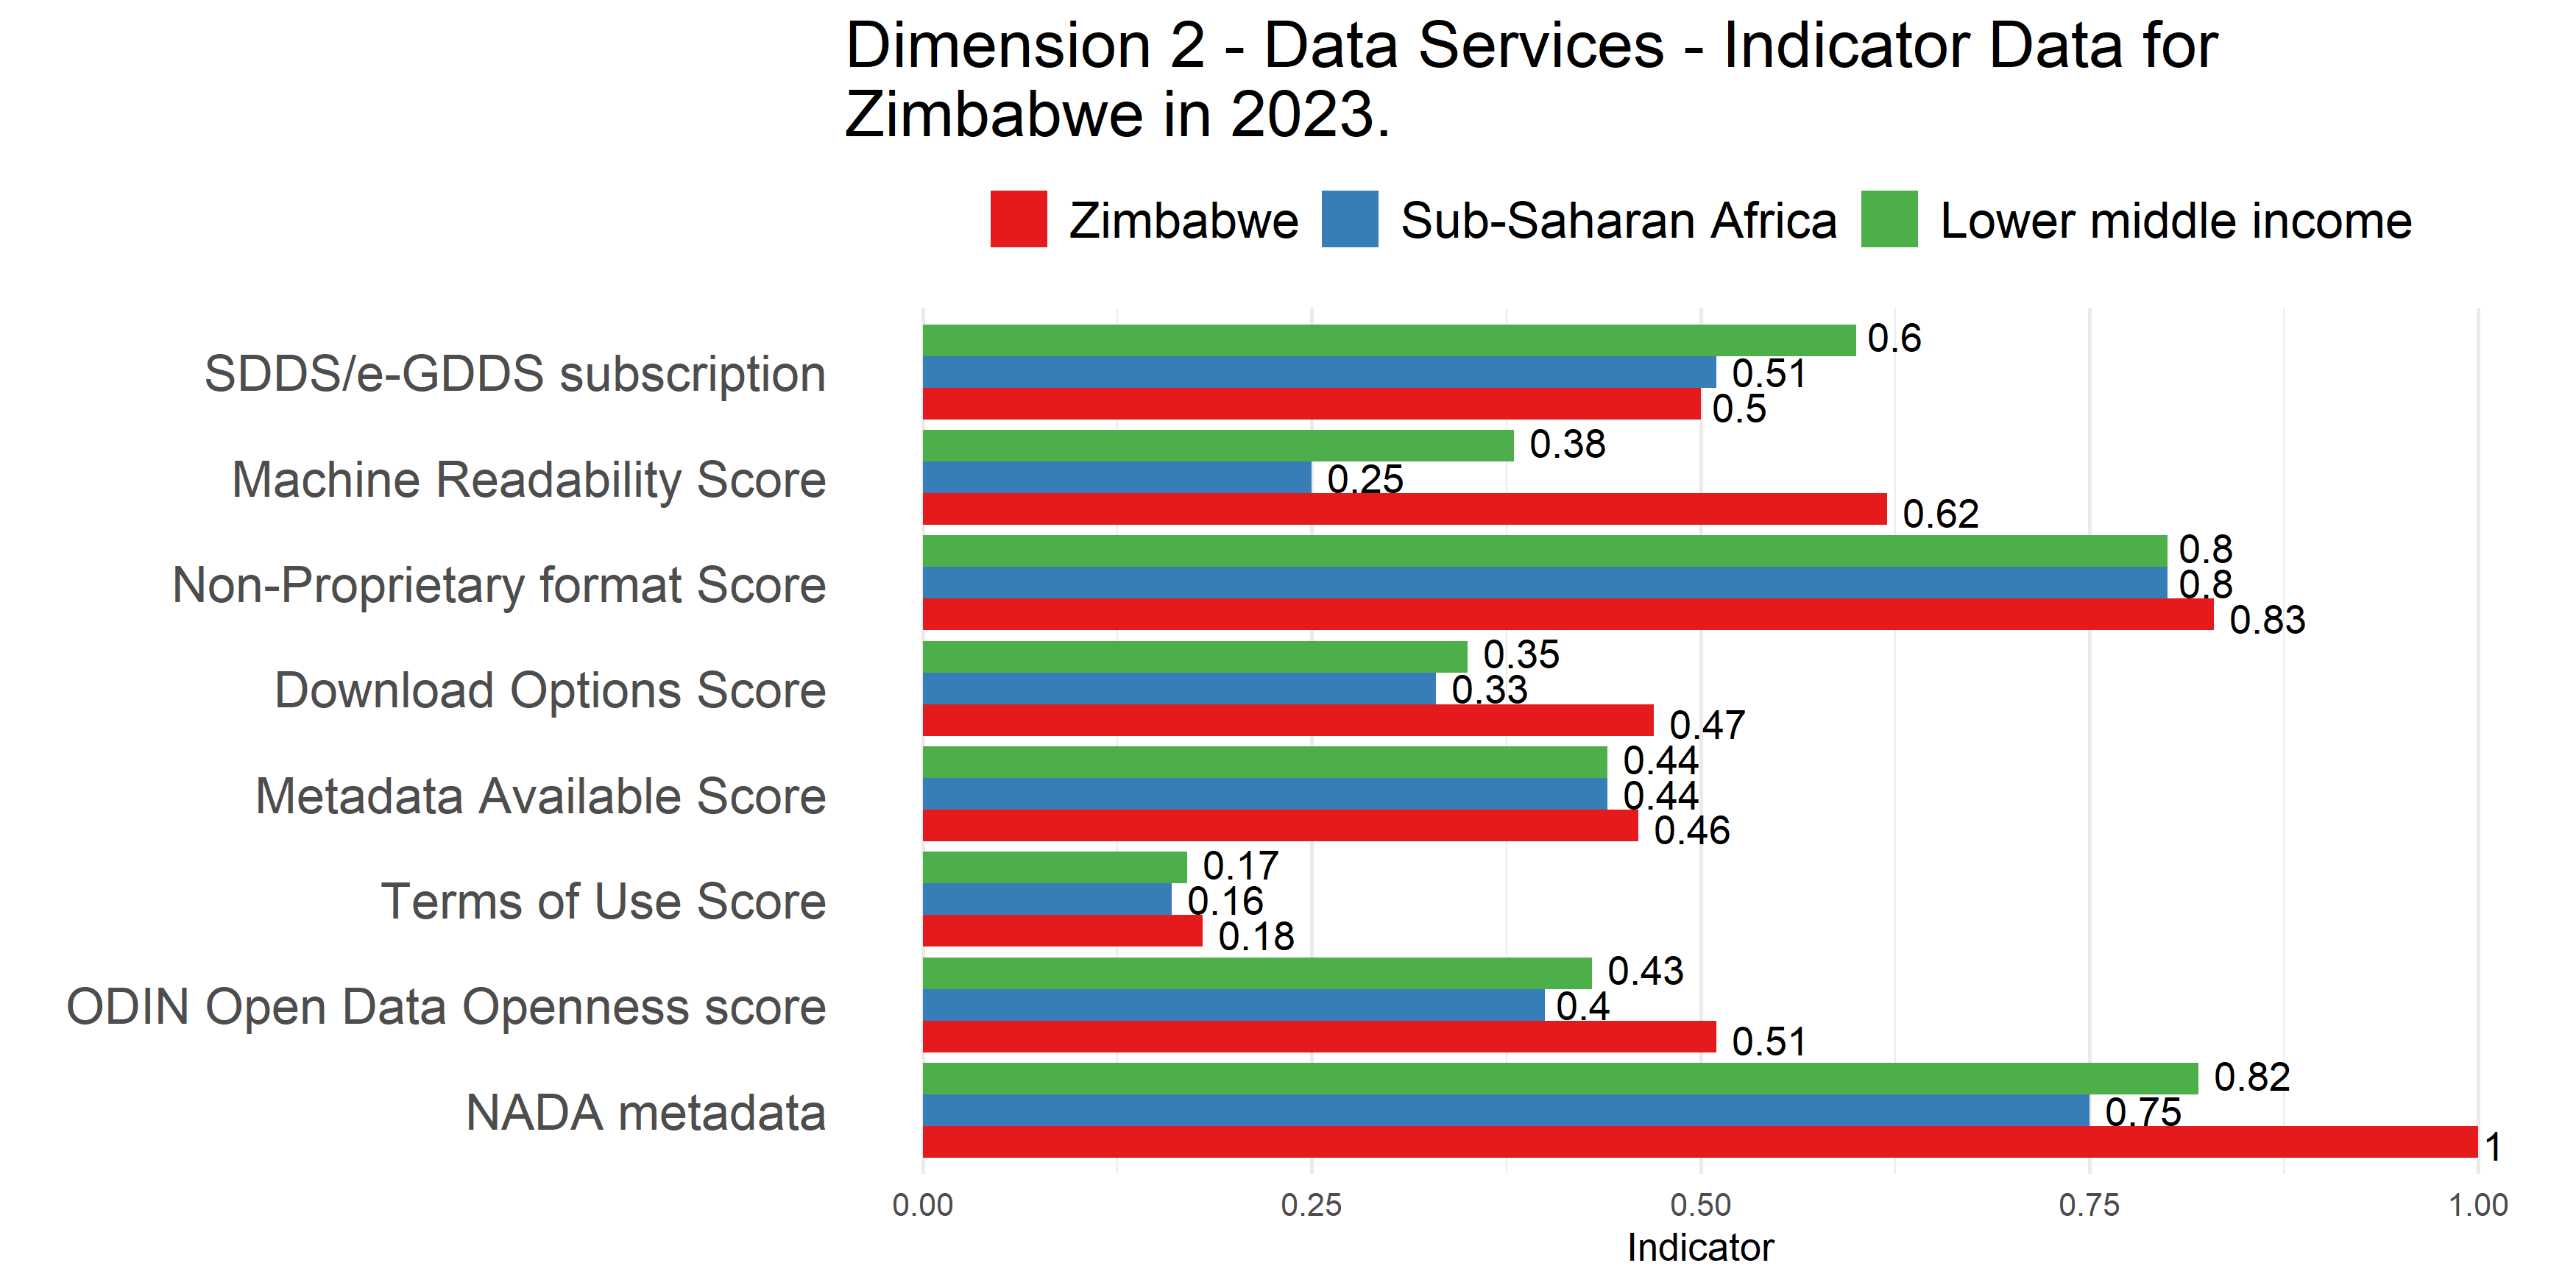 Dimension 2 - Data Services - Indicator Data for
Zimbabwe in 2023.
Zimbabwe Sub-Saharan Africa Lower middle income
SDDS/e-GDDS subscription
0.6
0.51
0.5
Machine Readability Score
0.38
0.25
0.62
Non-Proprietary format Score
0.8
0.8
0.83
Download Options Score
0.35
0.33
0.47
Metadata Available Score
0.44
0.44
0.46
Terms of Use Score
0.17
0.16
0.18
ODIN Open Data Openness score
0.43
0.4
0.51
NADA metadata
0.82
0.75
1
0.00 0.25 0.50 0.75 1.00
Indicator